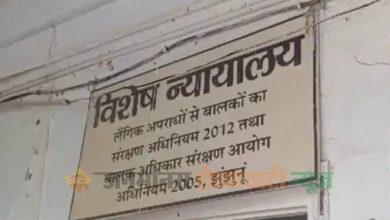 विशेष न्यायालय
लैंगिक अपराधों से बालकों का
संरक्षण अधिनियम 2012 तथा
बालक अधिकार संरक्षण आयोग
अधिनियम 2005, झुंझुनूं